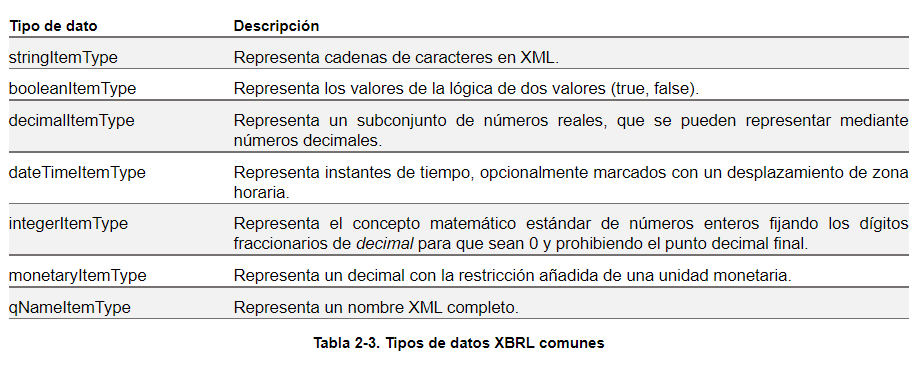 Tipo de dato Descripción
stringItemType Representa cadenas de caracteres en XML.
booleanItemType Representa los valores de la lógica de dos valores (true, false).
decimalItemType Representa un subconjunto de números reales, que se pueden representar mediante
números decimales.
dateTimeItemType Representa instantes de tiempo, opcionalmente marcados con un desplazamiento de zona
horaria.
integerItemType Representa el concepto matemático estándar de números enteros fijando los dígitos
fraccionarios de decimal para que sean 0 y prohibiendo el punto decimal final.
monetaryItemType Representa un decimal con la restricción añadida de una unidad monetaria.
qNameItemType Representa un nombre XML completo.
Tabla 2-3. Tipos de datos XBRL comunes